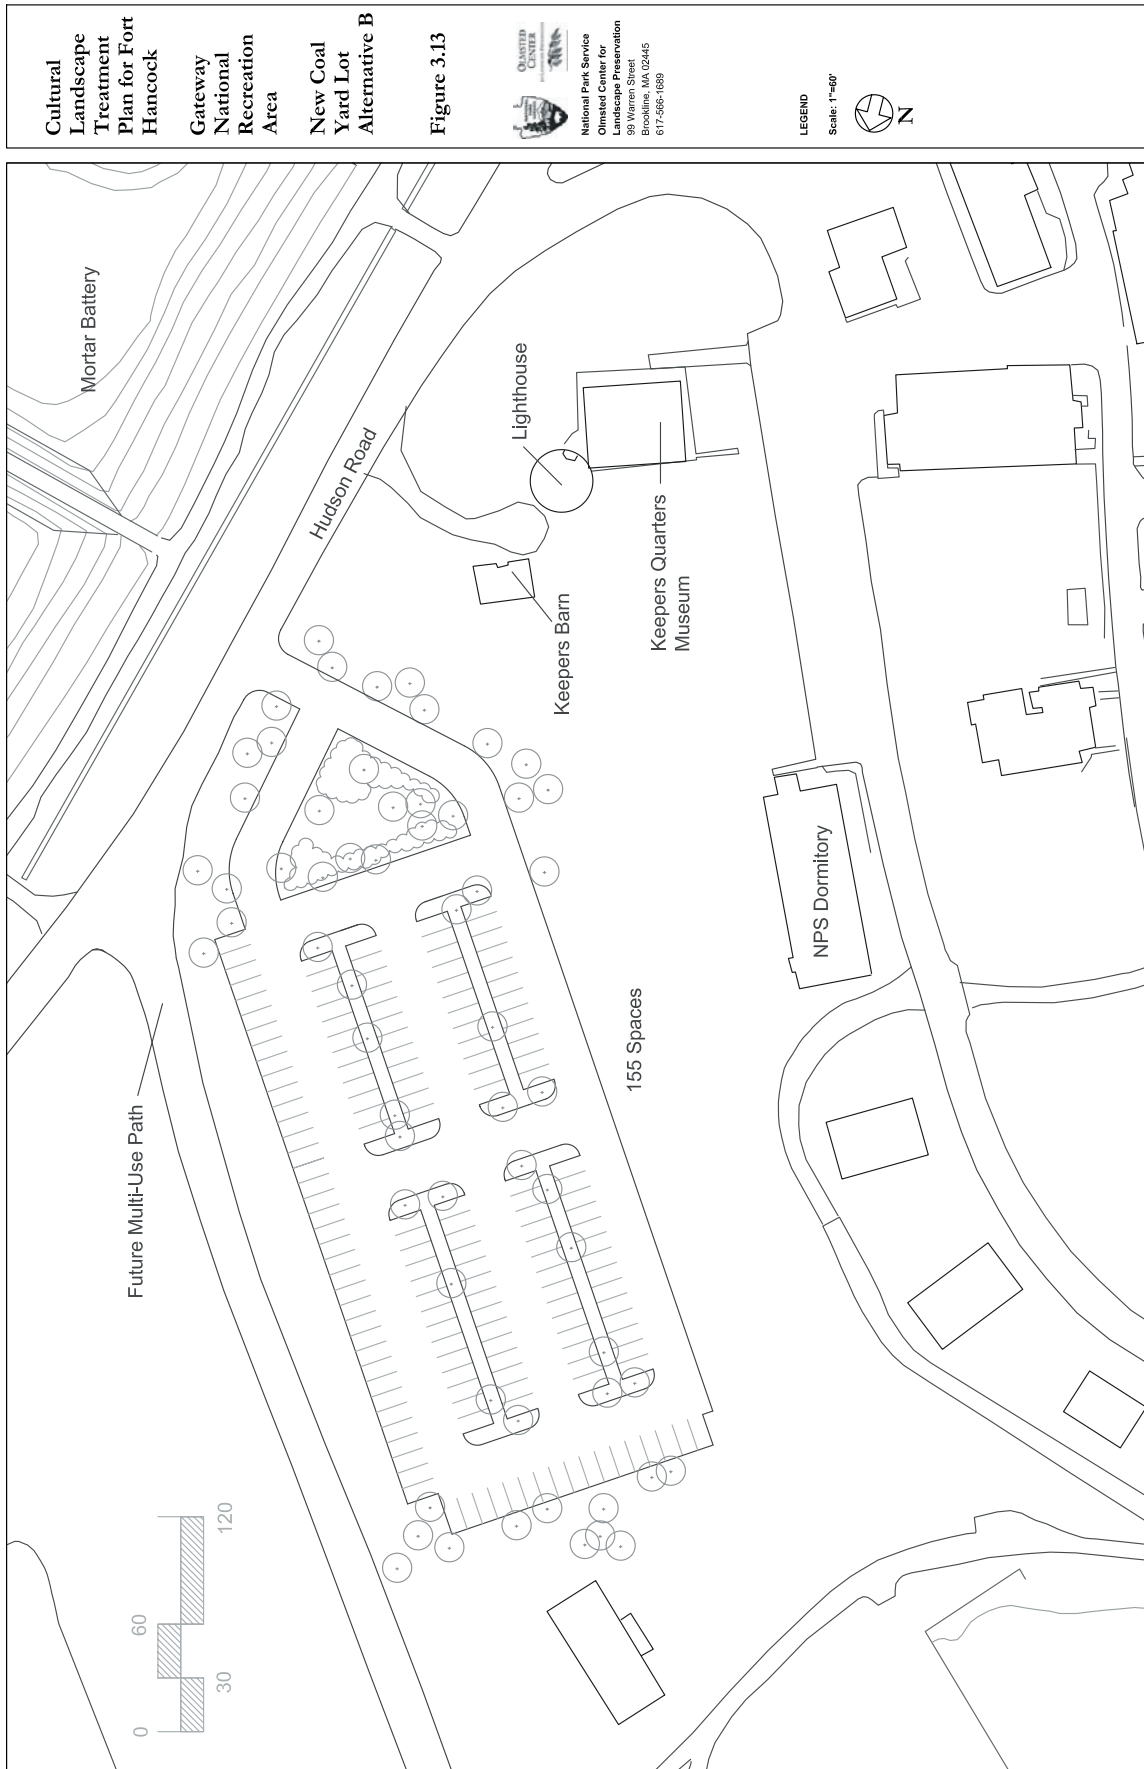 Cultural
Landscape
Treatment
Plan for Fort
Hancock
Gateway
National
Recreation
Area
New Coal
Yard Lot
Alternative B
Figure 3.13
OLMSTED
CENTER
National Park Service
Olmsted Center for
Landscape Preservation
99 Warren Street
Brookline, MA 02445
617-566-1689
LEGEND
Scale: 1"=60'
N
Mortar Battery
Hudson Road
Lighthouse
Keepers Barn
Keepers Quarters
Museum
NPS Dormitory
155 Spaces
Future Multi-Use Path
0
30
60
120